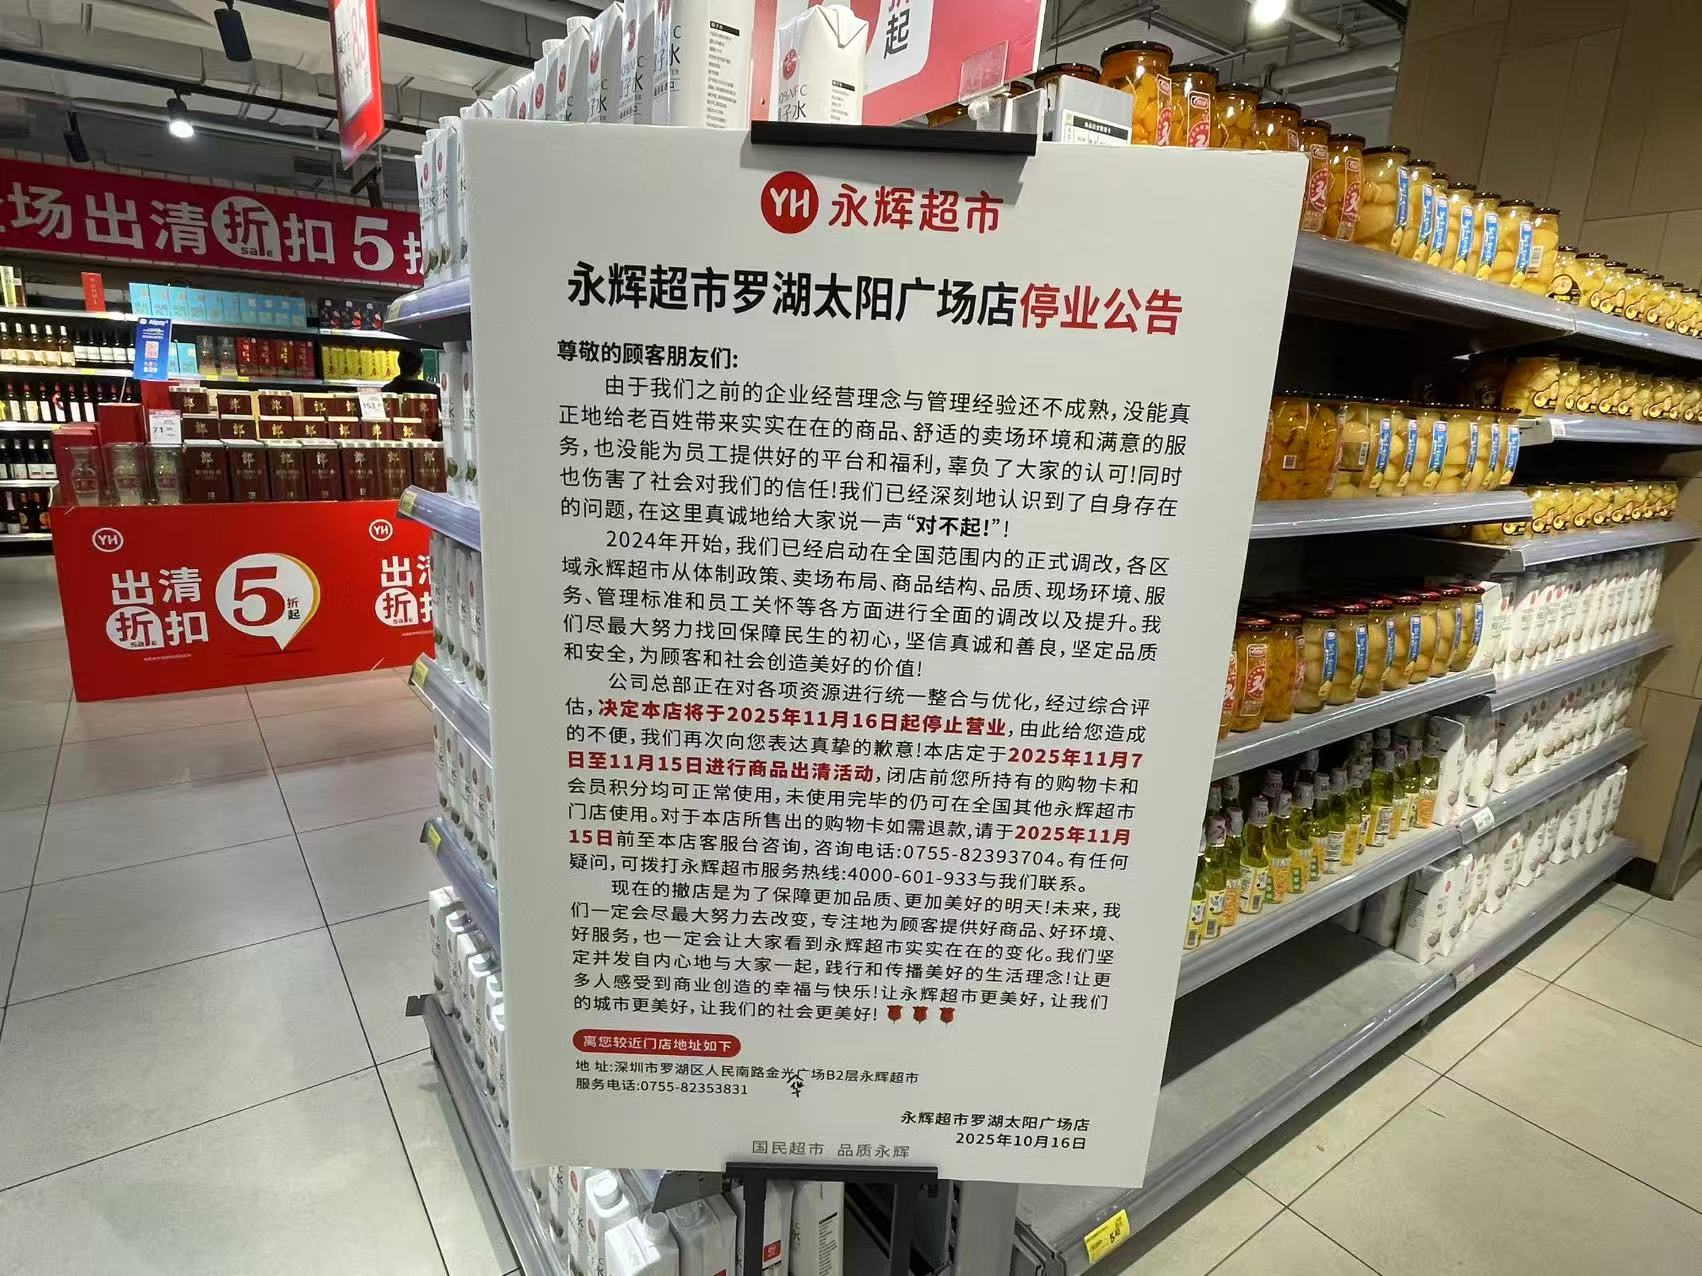 折起
场出清折扣5折
sale
YH 永辉超市
永辉超市罗湖太阳广场店停业公告
尊敬的顾客朋友们:
由于我们之前的企业经营理念与管理经验还不成熟,没能真
正地给老百姓带来实实在在的商品、舒适的卖场环境和满意的服
务,也没能为员工提供好的平台和福利,辜负了大家的认可!同时
也伤害了社会对我们的信任!我们已经深刻地认识到了自身存在
的问题,在这里真诚地给大家说一声“对不起!”!
2024年开始,我们已经启动在全国范围内的正式调改,各区
域永辉超市从体制政策、卖场布局、商品结构、品质、现场环境、服
务、管理标准和员工关怀等各方面进行全面的调改以及提升。我
们尽最大努力找回保障民生的初心,坚信真诚和善良,坚定品质
和安全,为顾客和社会创造美好的价值!
公司总部正在对各项资源进行统一整合与优化,经过综合评
估,决定本店将于2025年11月16日起停止营业,由此给您造成
的不便,我们再次向您表达真挚的歉意!本店定于2025年11月7
日至11月15日进行商品出清活动,闭店前您所持有的购物卡和
会员积分均可正常使用,未使用完毕的仍可在全国其他永辉超市
门店使用。对于本店所售出的购物卡如需退款,请于2025年11月
15日前至本店客服台咨询,咨询电话:0755-82393704。有任何
疑问,可拨打永辉超市服务热线:4000-601-933与我们联系。
现在的撤店是为了保障更加品质、更加美好的明天!未来,我
们一定会尽最大努力去改变,专注地为顾客提供好商品、好环境、
好服务,也一定会让大家看到永辉超市实实在在的变化。我们坚
定并发自内心地与大家一起,践行和传播美好的生活理念!让更
多人感受到商业创造的幸福与快乐!让永辉超市更美好,让我们
的城市更美好,让我们的社会更美好!
离您较近门店地址如下
地 址:深圳市罗湖区人民南路金光广场B2层永辉超市
服务电话:0755-82353831
永辉超市罗湖太阳广场店
2025年10月16日
国民超市 品质永辉
YH
出清
折扣
sale
5折起
YH
出清
折扣
sale
郎 郎 郎 郎 郎